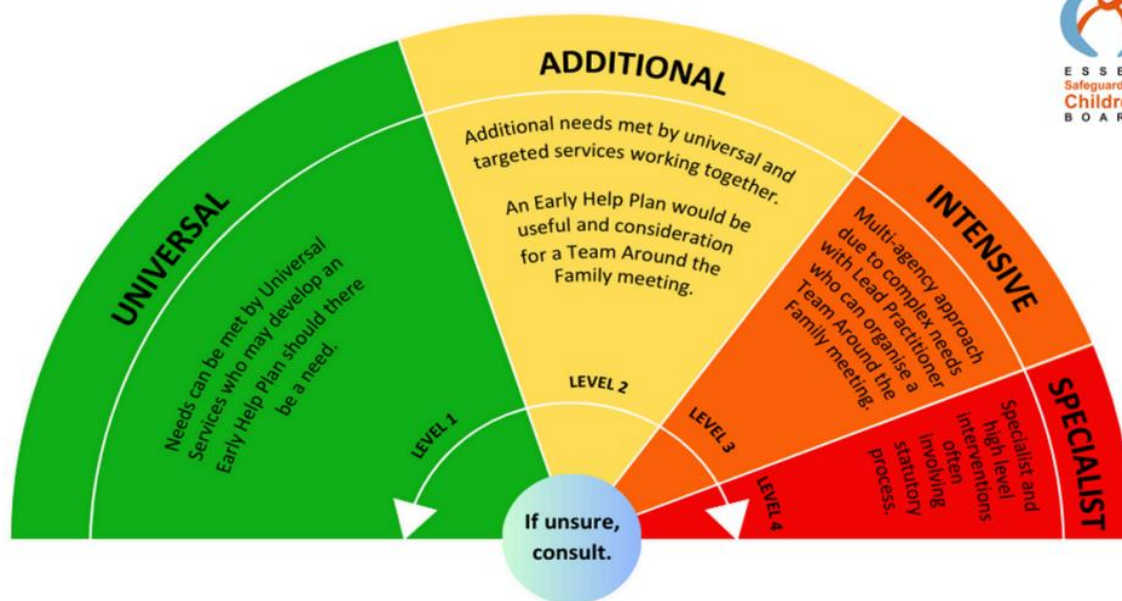 UNIVERSAL
Needs can be met by Universal
Services who may develop an
Early Help Plan should there
be a need.
LEVEL 1
ADDITIONAL
Additional needs met by universal and
targeted services working together.
An Early Help Plan would be
useful and consideration
for a Team Around the
Family meeting.
LEVEL 2
INTENSIVE
Multi-agency approach
due to complex needs
with Lead Practitioner
who can organise a
Team Around the
Family meeting.
LEVEL 3
SPECIALIST
Specialist and
high level
interventions
often
involving
statutory
process.
LEVEL 4
If unsure,
consult.